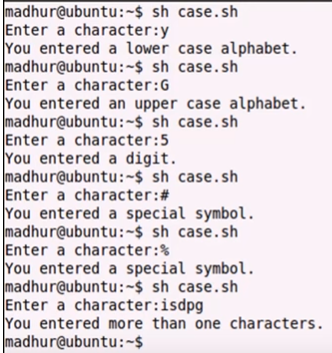 madhur@ubuntu:~$ sh case.sh
Enter a character:y
You entered a lower case alphabet.
madhur@ubuntu:~$ sh case.sh
Enter a character:G
You entered an upper case alphabet.
madhur@ubuntu:~$ sh case.sh
Enter a character:5
You entered a digit.
madhur@ubuntu:~$ sh case.sh
Enter a character:#
You entered a special symbol.
madhur@ubuntu:~$ sh case.sh
Enter a character:%
You entered a special symbol.
madhur@ubuntu:~$ sh case.sh
Enter a character:isdpg
You entered more than one characters.
madhur@ubuntu:~$